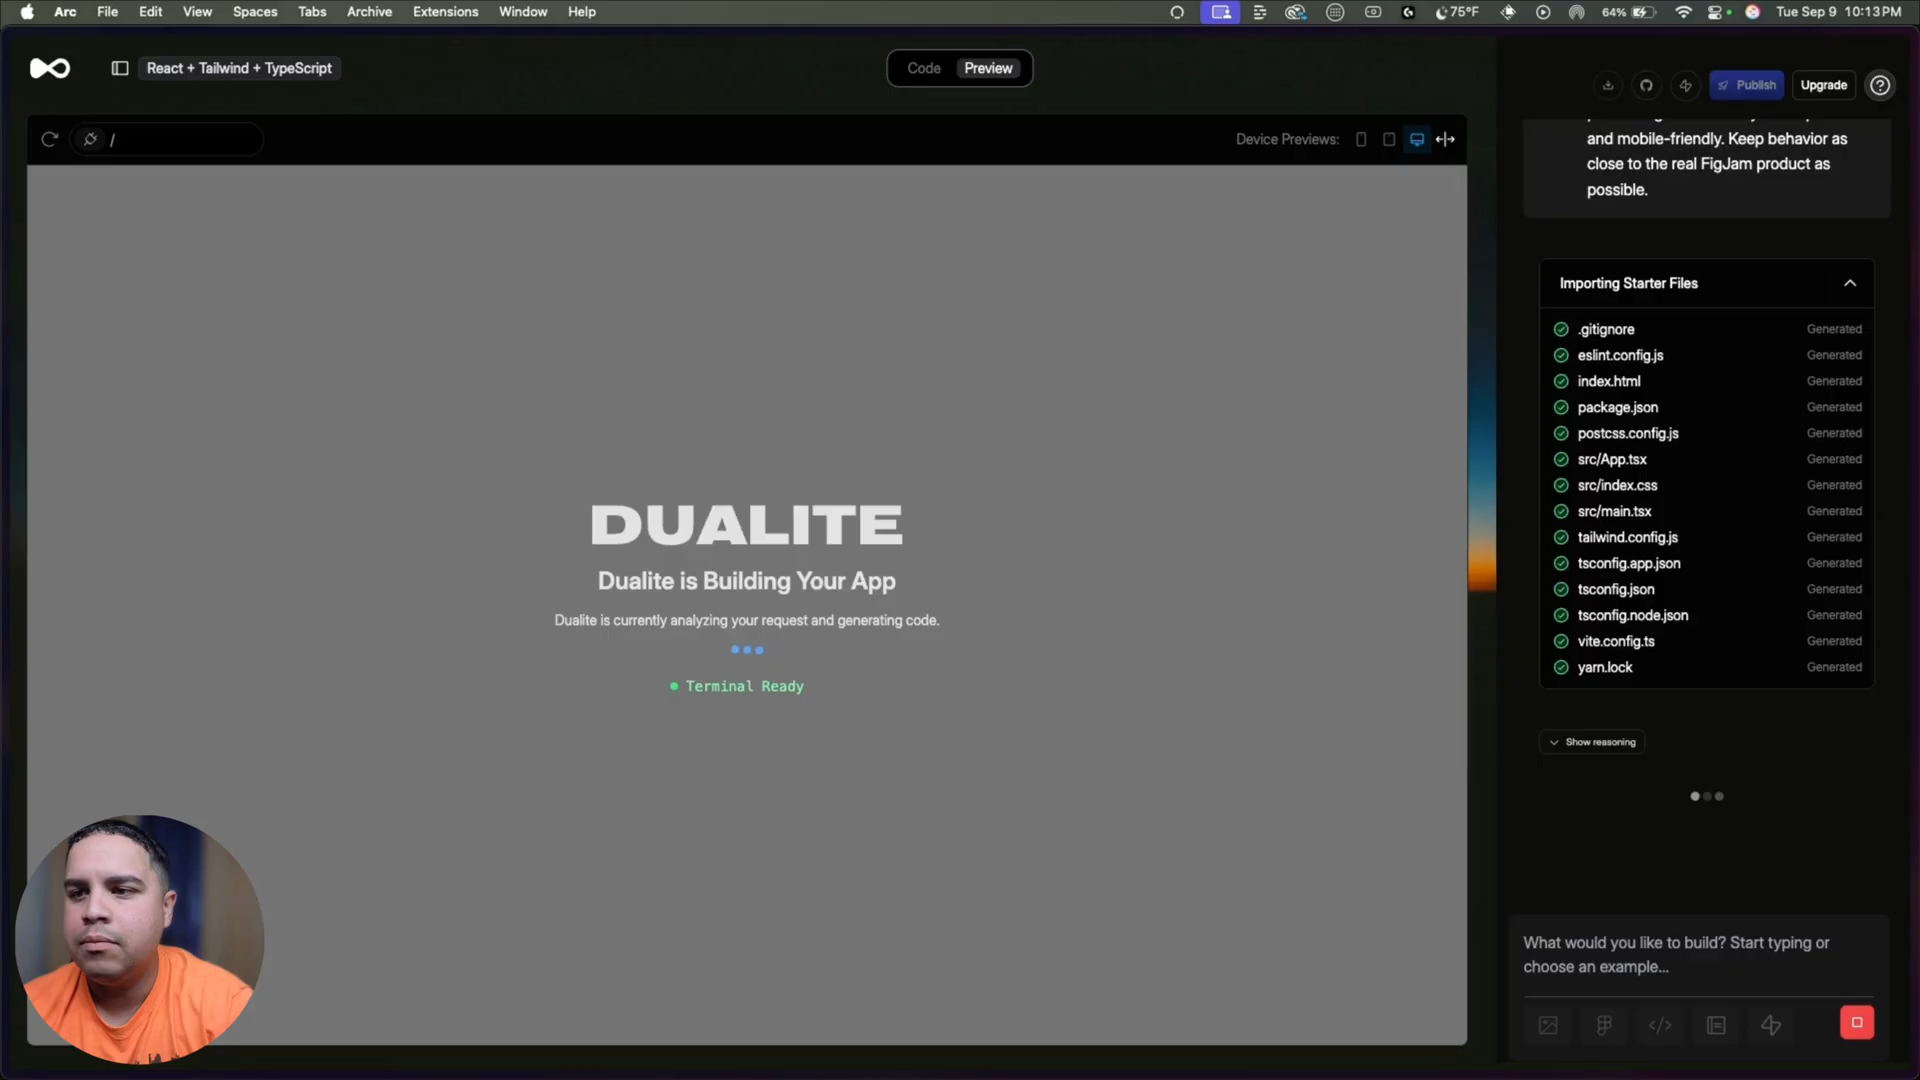 Arc File Edit View Spaces Tabs Archive Extensions Window Help
75°F 64% Tue Sep 9 10:13 PM
React + Tailwind + TypeScript
Code Preview
Publish Upgrade
/
Device Previews:
DUALITE
Dualite is Building Your App
Dualite is currently analyzing your request and generating code.
Terminal Ready
and mobile-friendly. Keep behavior as
close to the real FigJam product as
possible.
Importing Starter Files
.gitignore Generated
eslint.config.js Generated
index.html Generated
package.json Generated
postcss.config.js Generated
src/App.tsx Generated
src/index.css Generated
src/main.tsx Generated
tailwind.config.js Generated
tsconfig.app.json Generated
tsconfig.json Generated
tsconfig.node.json Generated
vite.config.ts Generated
yarn.lock Generated
Show reasoning
What would you like to build? Start typing or
choose an example...